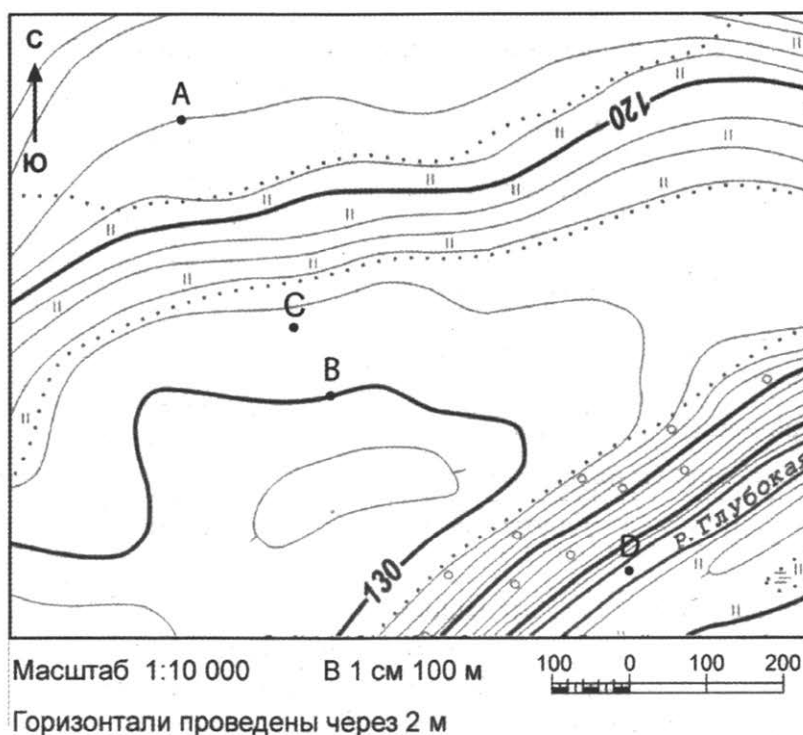 С
Ю
A
120
C
B
130
D
р. Глубокая
Масштаб 1:10 000 В 1 см 100 м
100 0 100 200
Горизонтали проведены через 2 м